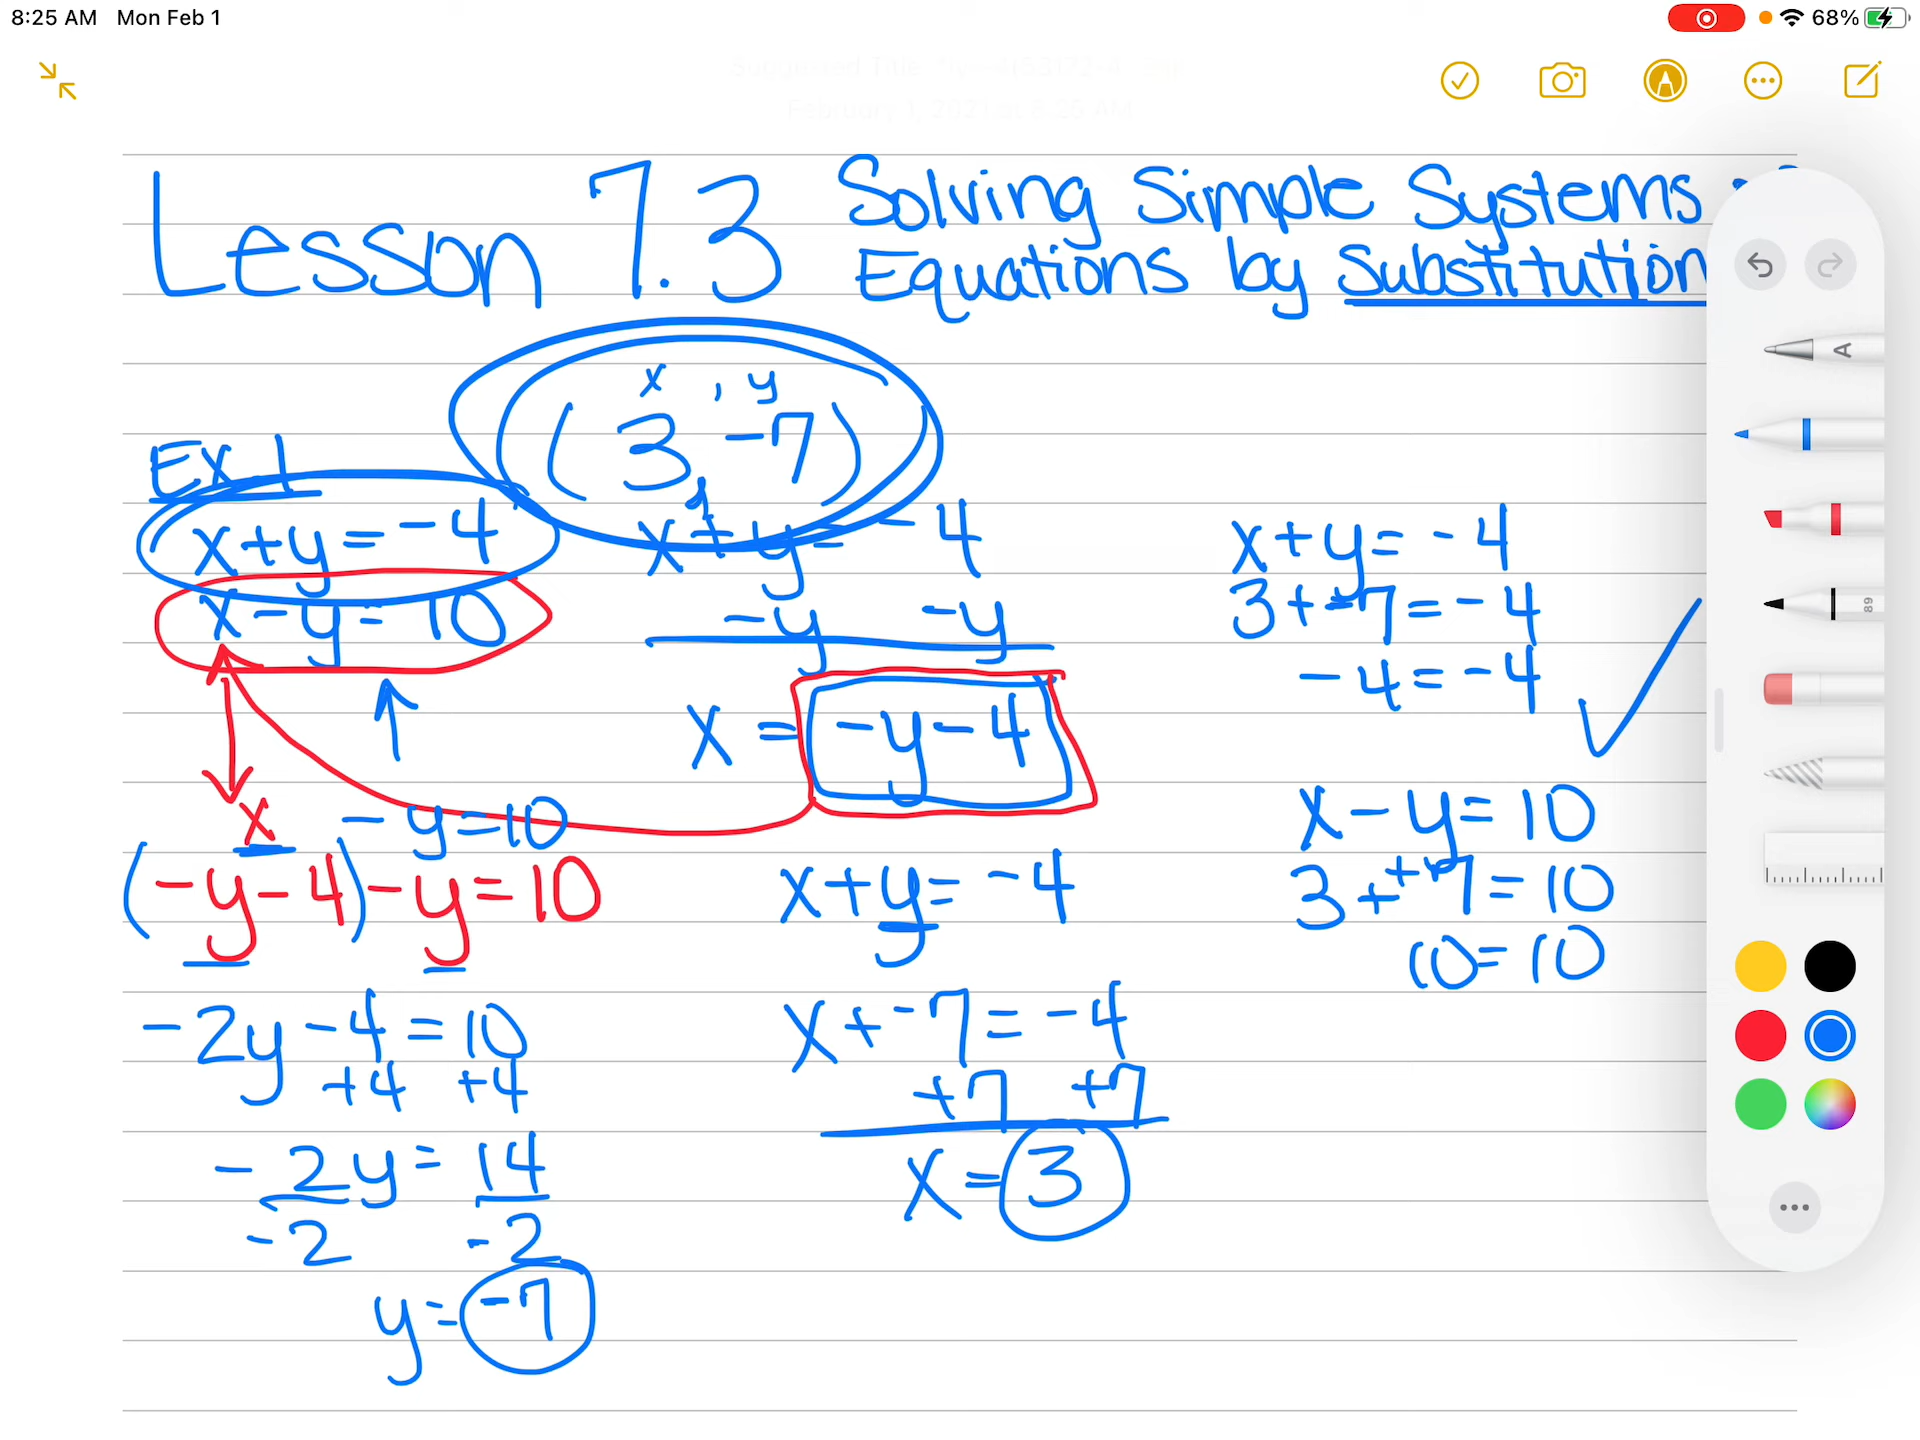 8:25 AM Mon Feb 1
68%
Lesson 7.3 Solving Simple Systems
Equations by Substitution
x , y
(3, -7)
Ex 1
x+y=-4
x-y=10
x -y=10
(-y-4)-y=10
-2y-4=10
+4 +4
-2y=14
-2 -2
y=-7
x+y=-4
-y -y
x = -y-4
x+y=-4
x+-7=-4
+7 +7
x=3
x+y=-4
3+-7=-4
-4=-4
x-y=10
3++7=10
10=10
A
89